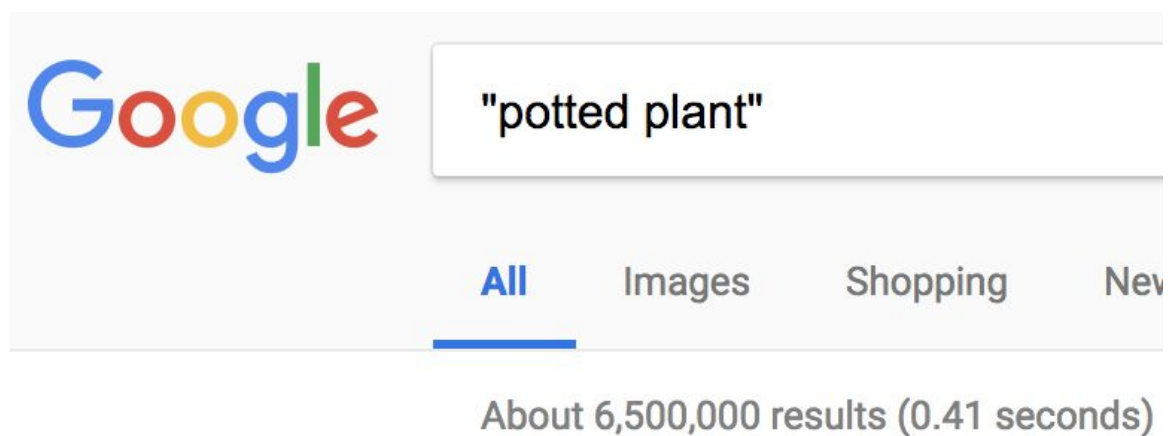 Google "potted plant"
All Images Shopping
About 6,500,000 results (0.41 seconds)